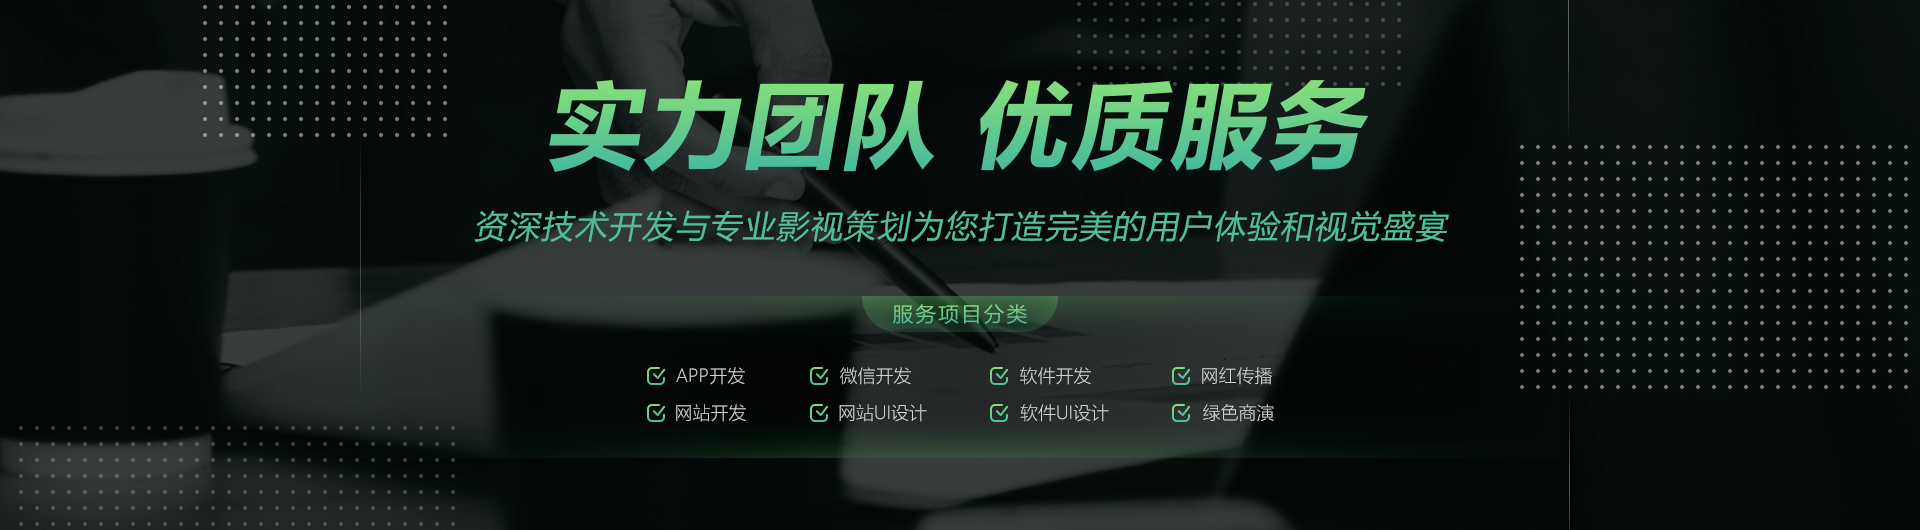 实力团队 优质服务
资深技术开发与专业影视策划为您打造完美的用户体验和视觉盛宴
服务项目分类
APP开发 微信开发 软件开发 网红传播
网站开发 网站UI设计 软件UI设计 绿色商演